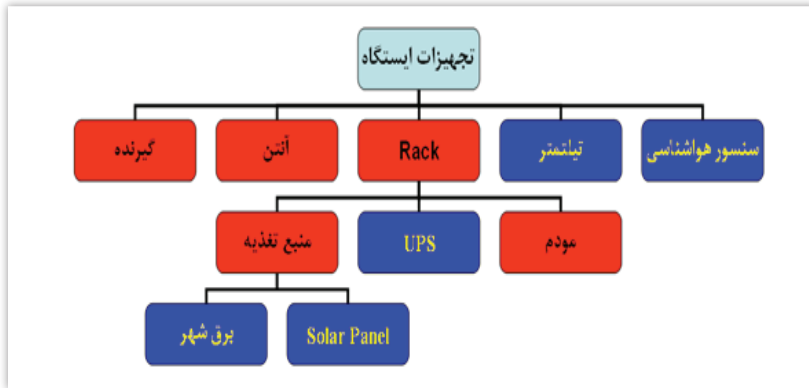 تجهیزات ایستگاه
سنسور هواشناسی
تیلتمتر
Rack
آنتن
گیرنده
مودم
UPS
منبع تغذیه
Solar Panel
برق شهر